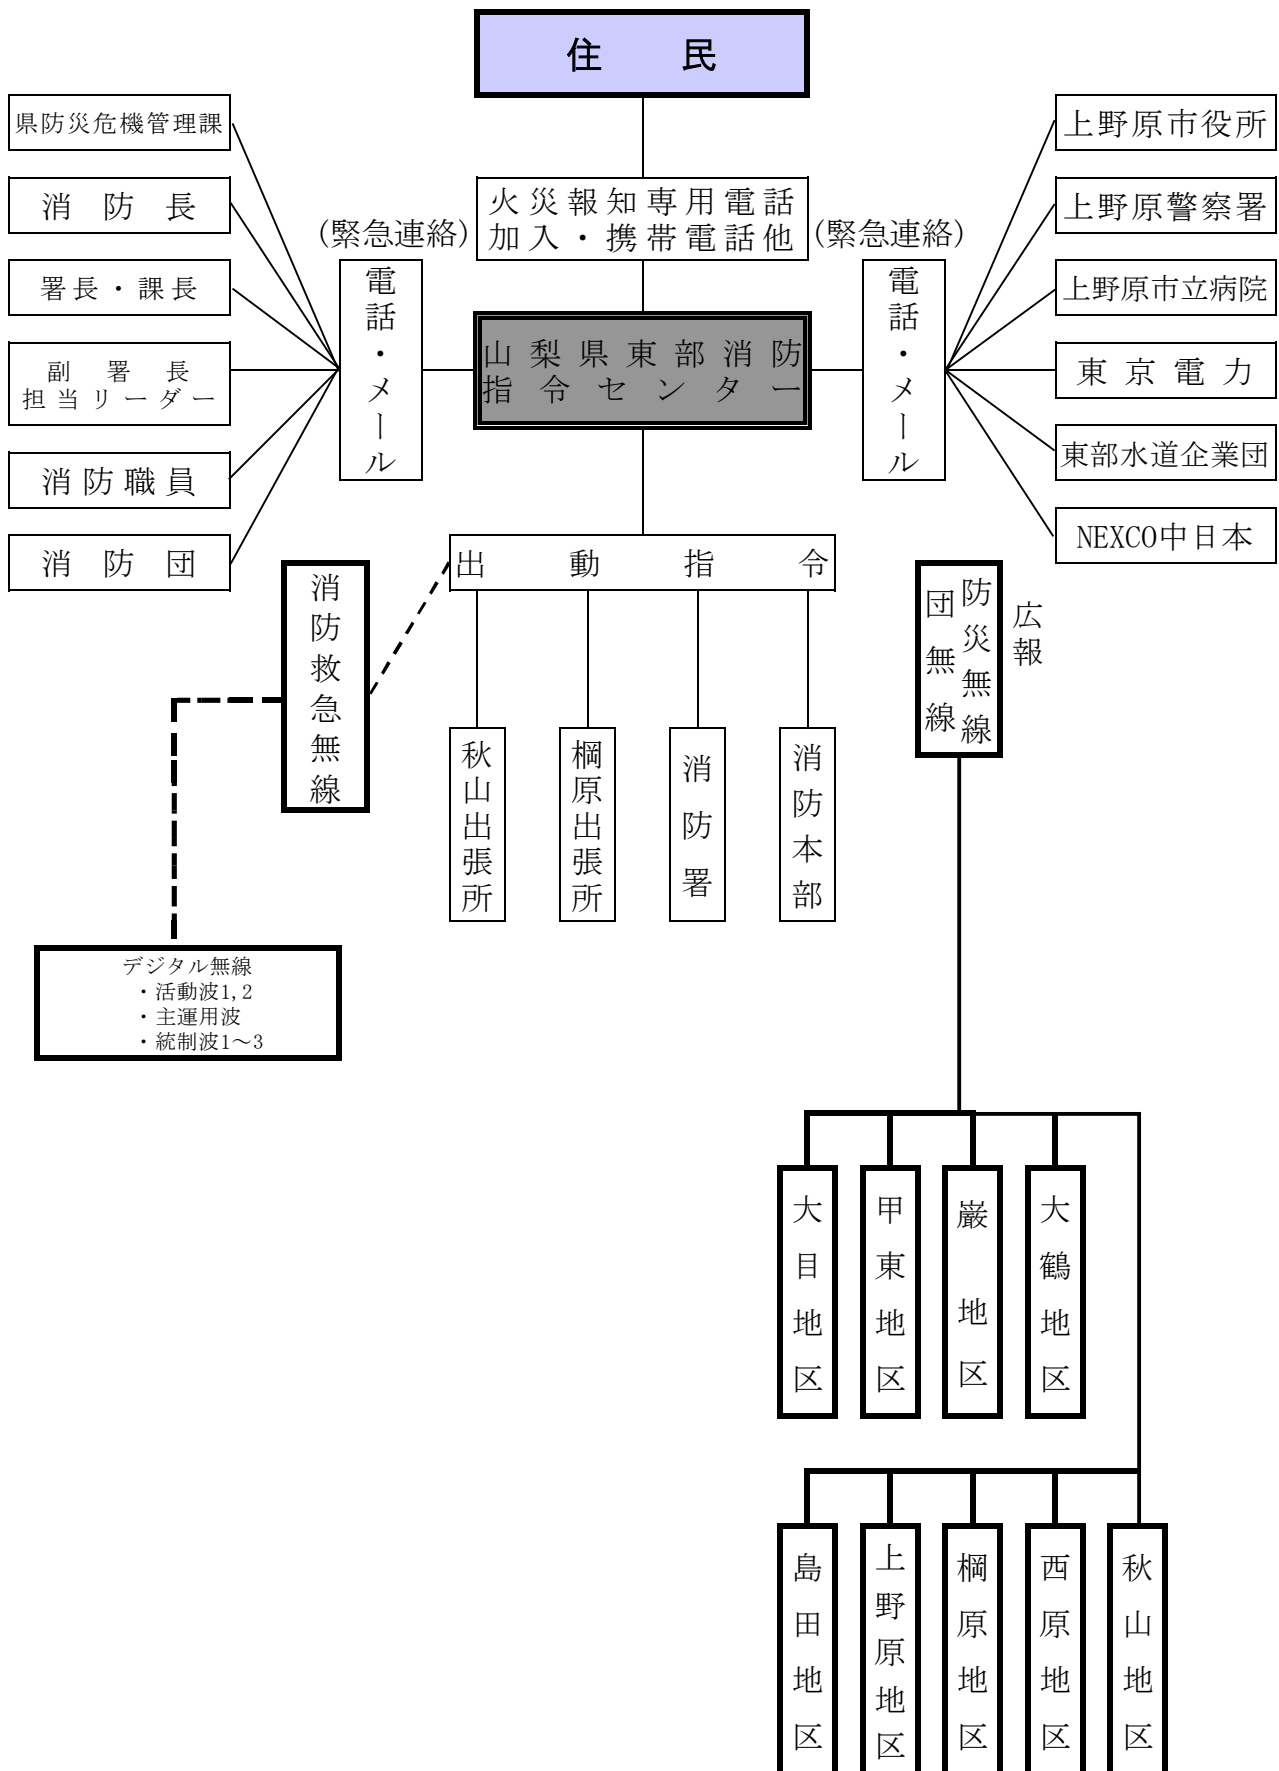 住民
県防災危機管理課
消防長
署長・課長
副署長
担当リーダー
消防職員
消防団
(緊急連絡)
電話・メール
火災報知専用電話
加入・携帯電話他
山梨県東部消防
指令センター
(緊急連絡)
電話・メール
上野原市役所
上野原警察署
上野原市立病院
東京電力
東部水道企業団
NEXCO中日本
出動指令
消防救急無線
秋山出張所
棡原出張所
消防署
消防本部
防災無線
団無線
広報
デジタル無線
・活動波1,2
・主運用波
・統制波1～3
大目地区
甲東地区
巌地区
大鶴地区
島田地区
上野原地区
棡原地区
西原地区
秋山地区